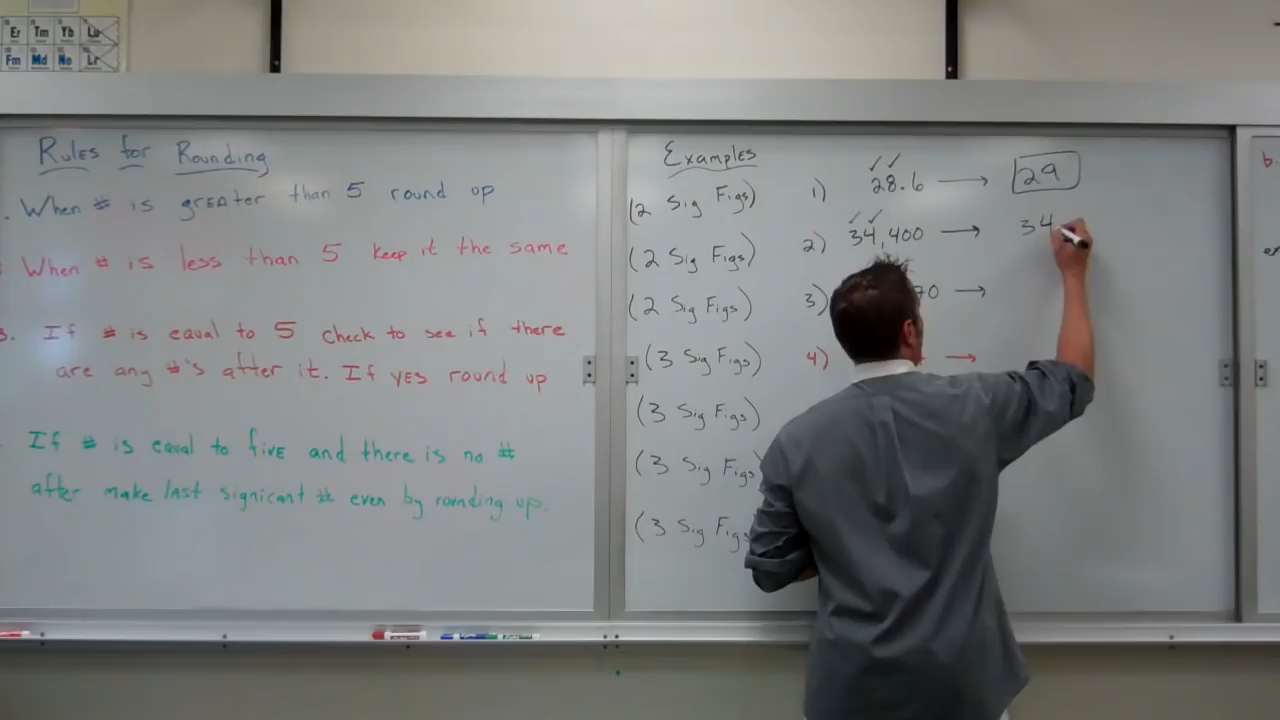 Er Tm Yb Lu
Fm Md No Lr
Rules for Rounding
. When # is greater than 5 round up
When # is less than 5 keep it the same
3. If # is equal to 5 check to see if there
are any #'s after it. If yes round up
If # is equal to five and there is no #
after make last signicant # even by rounding up.
Examples
(2 Sig Figs) 1) 28.6 → 29
(2 Sig Figs) 2) 34,400 → 34
(2 Sig Figs) 3) 70 →
(3 Sig Figs) 4) →
(3 Sig Figs)
(3 Sig Figs
(3 Sig Figs
b.